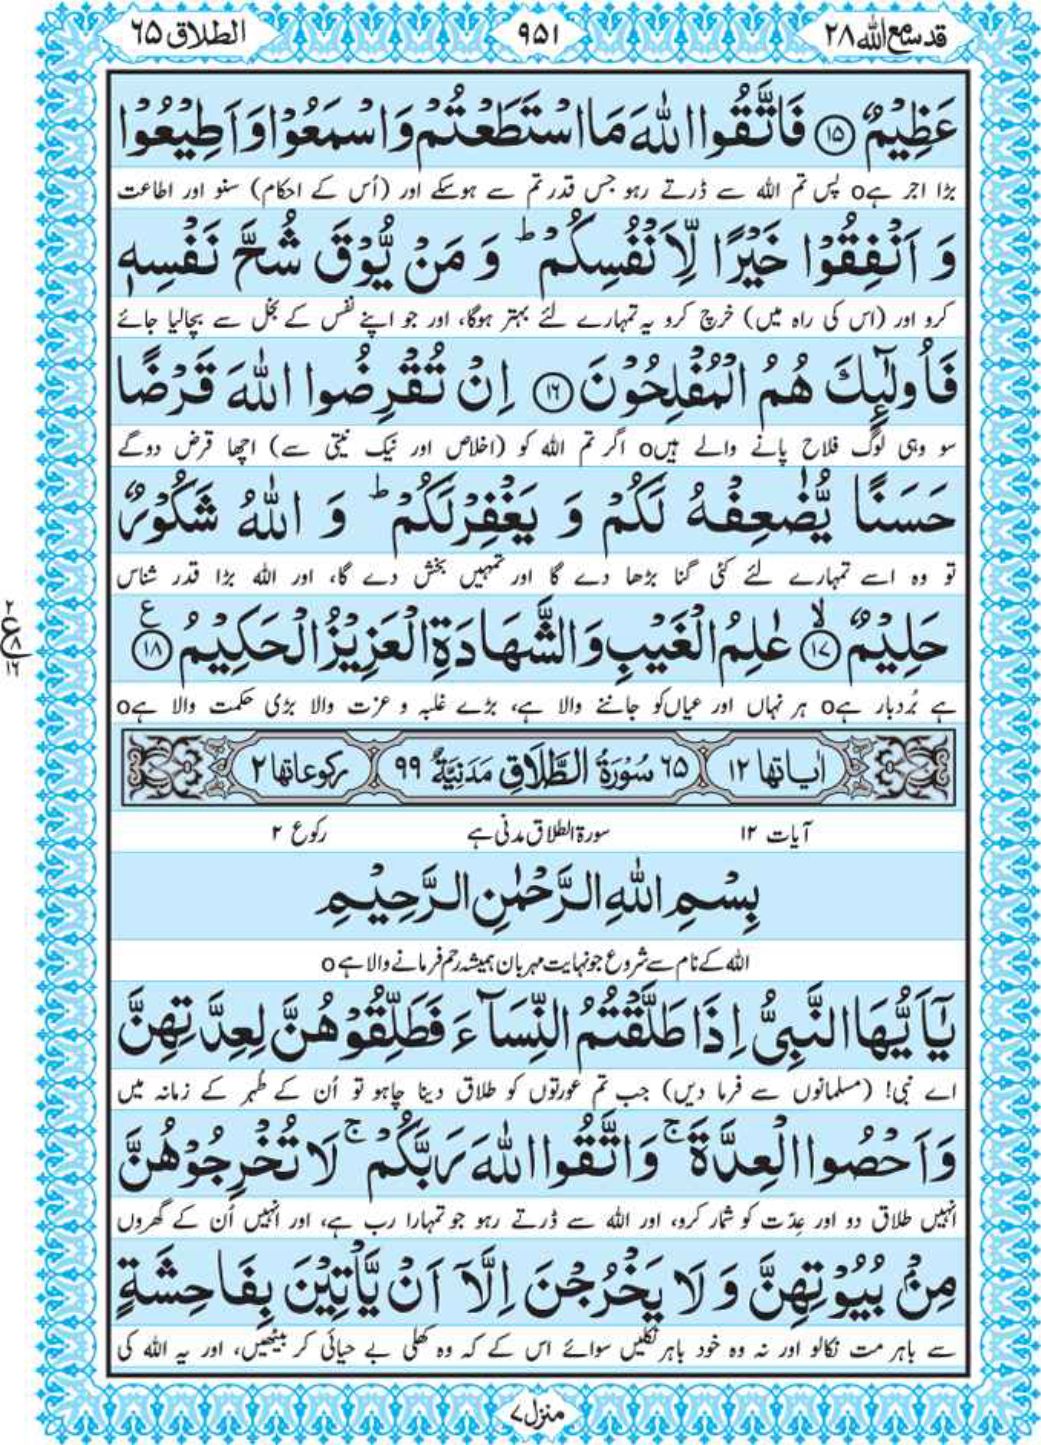 قد سمع الله ٢٨
٩٥١
الطلاق ٦٥
عَظِیْمٌ ﴿۱۵﴾ فَاتَّقُوا اللّٰهَ مَا اسْتَطَعْتُمْ وَاسْمَعُوْا وَاَطِیْعُوْا
بڑا اجر ہےo پس تم اللہ سے ڈرتے رہو جس قدر تم سے ہوسکے اور (اُس کے احکام) سنو اور اطاعت
وَ اَنْفِقُوْا خَیْرًا لِّاَنْفُسِكُمْ ؕ وَ مَنْ یُّوْقَ شُحَّ نَفْسِهٖ
کرو اور (اس کی راہ میں) خرچ کرو یہ تمہارے لئے بہتر ہوگا، اور جو اپنے نفس کے بخل سے بچالیا جائے
فَاُولٰٓىِٕكَ هُمُ الْمُفْلِحُوْنَ ﴿۱۶﴾ اِنْ تُقْرِضُوا اللّٰهَ قَرْضًا
سو وہی لوگ فلاح پانے والے ہیںo اگر تم اللہ کو (اخلاص اور نیک نیتی سے) اچھا قرض دوگے
حَسَنًا یُّضٰعِفْهُ لَكُمْ وَ یَغْفِرْ لَكُمْ ؕ وَ اللّٰهُ شَكُوْرٌ
تو وہ اسے تمہارے لئے کئی گنا بڑھا دے گا اور تمہیں بخش دے گا، اور اللہ بڑا قدر شناس
حَلِیْمٌ ﴿ۙ۱۷﴾ عٰلِمُ الْغَیْبِ وَالشَّهَادَةِ الْعَزِیْزُ الْحَكِیْمُ ﴿۱۸﴾ ع
ہے بُردبار ہےo ہر نہاں اور عیاں کو جاننے والا ہے، بڑے غلبہ و عزت والا بڑی حکمت والا ہےo
٢
ع
٨
١٦
اٰیاتها ١٢
٦٥ سُوْرَةُ الطَّلَاقِ مَدَنِیَّةٌ ٩٩
ركوعاتها ٢
آیات ۱۲
سورۃ الطلاق مدنی ہے
رکوع ۲
بِسْمِ اللّٰهِ الرَّحْمٰنِ الرَّحِیْمِ
اللہ کے نام سے شروع جو نہایت مہربان ہمیشہ رحم فرمانے والا ہےo
یٰۤاَیُّهَا النَّبِیُّ اِذَا طَلَّقْتُمُ النِّسَآءَ فَطَلِّقُوْهُنَّ لِعِدَّتِهِنَّ
اے نبی! (مسلمانوں سے فرما دیں) جب تم عورتوں کو طلاق دینا چاہو تو اُن کے طُہر کے زمانہ میں
وَاَحْصُوا الْعِدَّةَ ۚ وَاتَّقُوا اللّٰهَ رَبَّكُمْ ۚ لَا تُخْرِجُوْهُنَّ
انہیں طلاق دو اور عِدّت کو شمار کرو، اور اللہ سے ڈرتے رہو جو تمہارا رب ہے، اور انہیں اُن کے گھروں
مِنْۢ بُیُوْتِهِنَّ وَ لَا یَخْرُجْنَ اِلَّاۤ اَنْ یَّاْتِیْنَ بِفَاحِشَةٍ
سے باہر مت نکالو اور نہ وہ خود باہر نکلیں سوائے اس کے کہ وہ کھلی بے حیائی کر بیٹھیں، اور یہ اللہ کی
منزل ٧